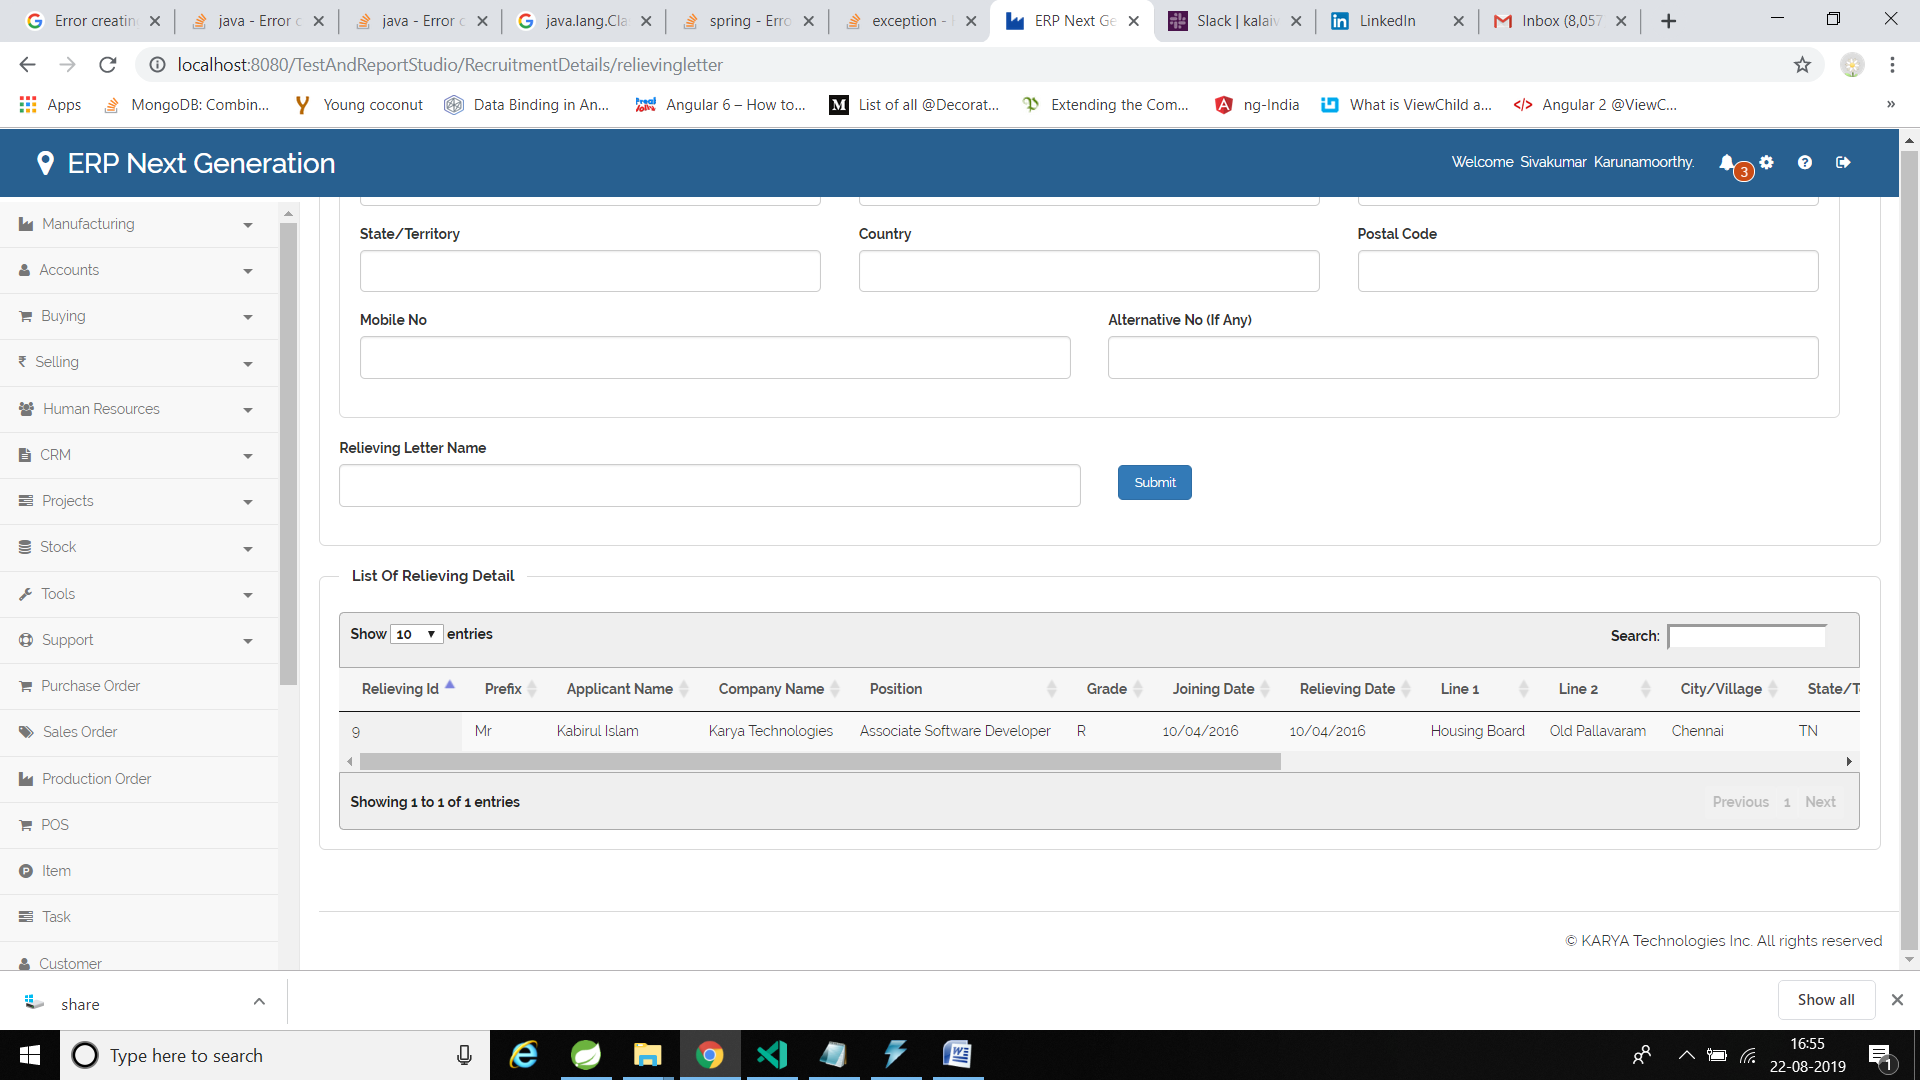 Error creatin
java - Error c
java - Error c
java.lang.Cla
spring - Erro
exception -
ERP Next Ge
Slack | kalaiv
LinkedIn
Inbox (8,057
localhost:8080/TestAndReportStudio/RecruitmentDetails/relievingletter
Apps
MongoDB: Combin...
Young coconut
Data Binding in An...
Angular 6 – How to...
List of all @Decorat...
Extending the Com...
ng-India
What is ViewChild a...
Angular 2 @ViewC...
ERP Next Generation
Welcome Sivakumar Karunamoorthy.
3
Manufacturing
Accounts
Buying
Selling
Human Resources
CRM
Projects
Stock
Tools
Support
Purchase Order
Sales Order
Production Order
POS
Item
Task
Customer
State/Territory
Country
Postal Code
Mobile No
Alternative No (If Any)
Relieving Letter Name
Submit
List Of Relieving Detail
Show 10 entries
Search:
Relieving Id Prefix Applicant Name Company Name Position Grade Joining Date Relieving Date Line 1 Line 2 City/Village State/T
9 Mr Kabirul Islam Karya Technologies Associate Software Developer R 10/04/2016 10/04/2016 Housing Board Old Pallavaram Chennai TN
Showing 1 to 1 of 1 entries
Previous 1 Next
© KARYA Technologies Inc. All rights reserved
share
Show all
Type here to search
16:55
22-08-2019
1